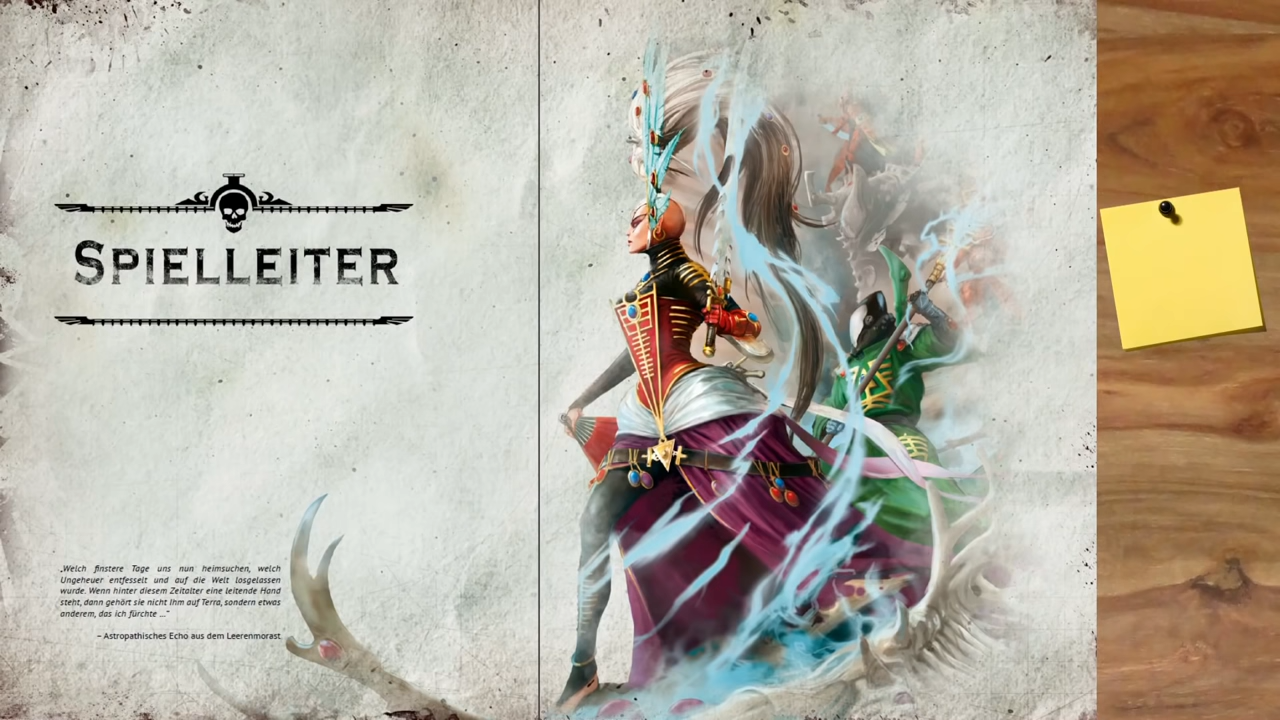 SPIELLEITER
„Welch finstere Tage uns nun heimsuchen, welch
Ungeheuer entfesselt und auf die Welt losgelassen
wurde. Wenn hinter diesem Zeitalter eine leitende Hand
steht, dann gehört sie nicht Ihm auf Terra, sondern etwas
anderem, das ich fürchte ...“
– Astropathisches Echo aus dem Leerenmorast